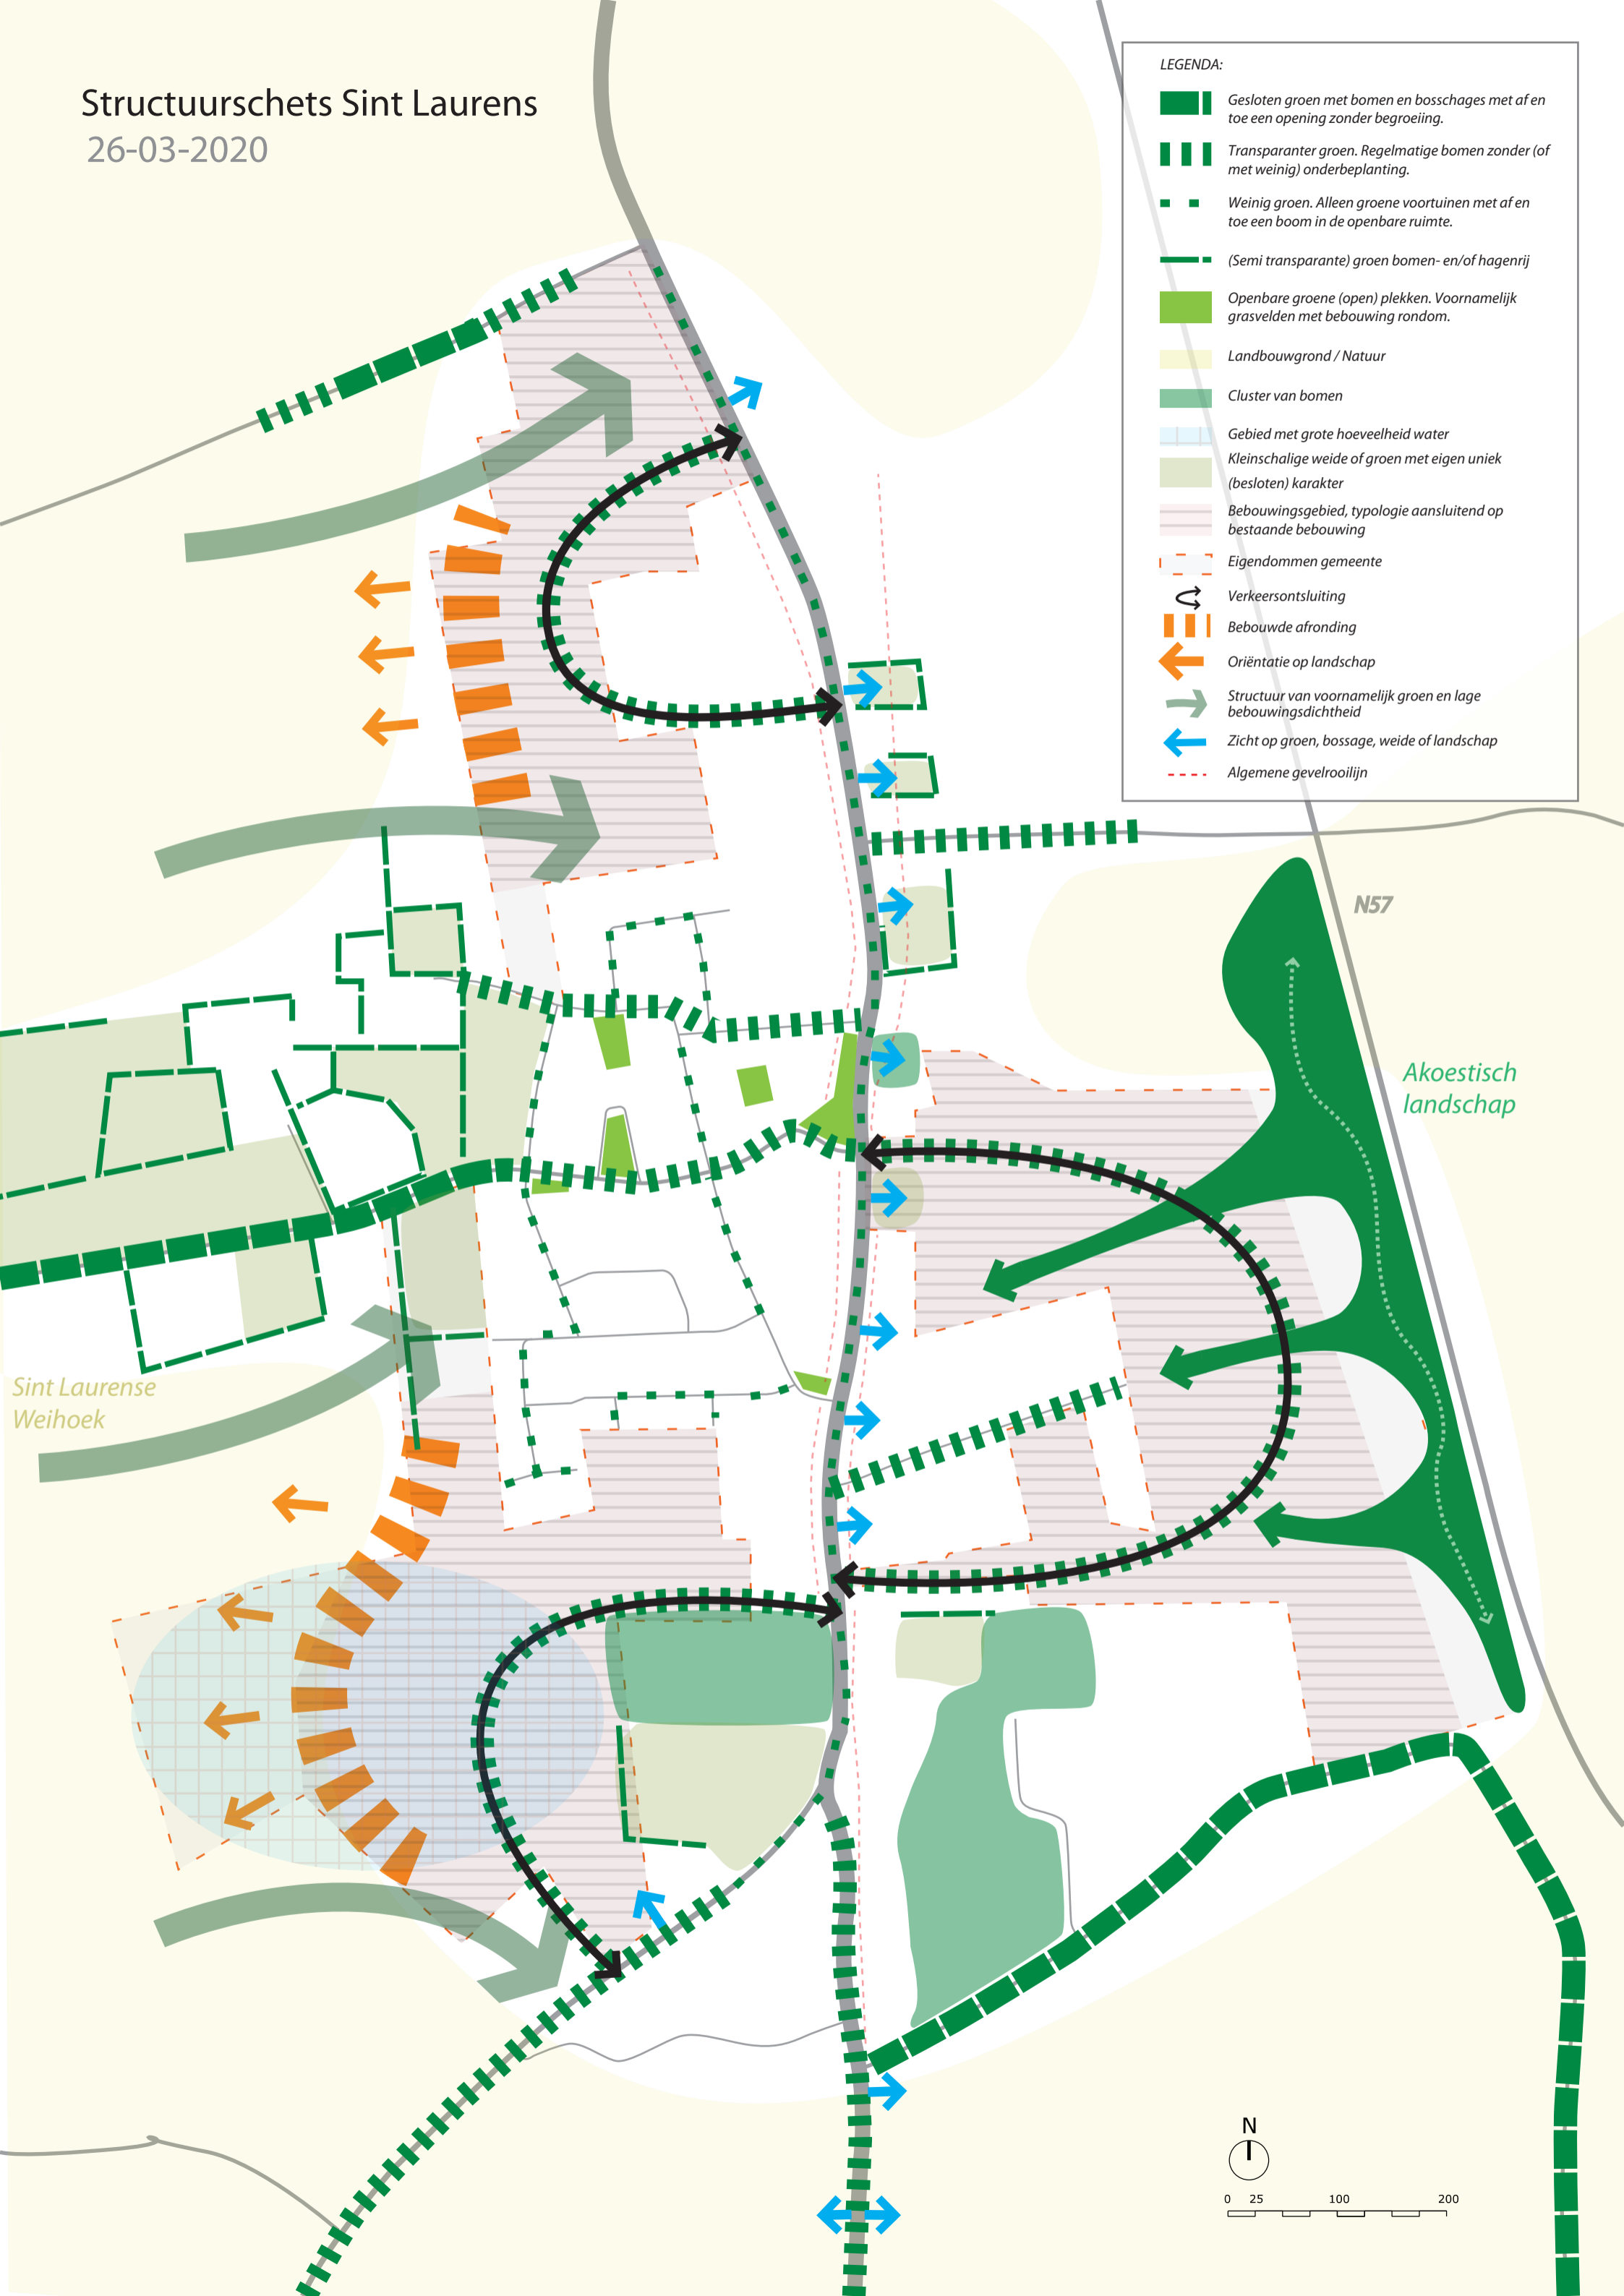 Structuurschets Sint Laurens
26-03-2020
LEGENDA:
Gesloten groen met bomen en bosschages met af en
toe een opening zonder begroeiing.
Transparanter groen. Regelmatige bomen zonder (of
met weinig) onderbeplanting.
Weinig groen. Alleen groene voortuinen met af en
toe een boom in de openbare ruimte.
(Semi transparante) groen bomen- en/of hagenrij
Openbare groene (open) plekken. Voornamelijk
grasvelden met bebouwing rondom.
Landbouwgrond / Natuur
Cluster van bomen
Gebied met grote hoeveelheid water
Kleinschalige weide of groen met eigen uniek
(besloten) karakter
Bebouwingsgebied, typologie aansluitend op
bestaande bebouwing
Eigendommen gemeente
Verkeersontsluiting
Bebouwde afronding
Oriëntatie op landschap
Structuur van voornamelijk groen en lage
bebouwingsdichtheid
Zicht op groen, bossage, weide of landschap
Algemene gevelrooilijn
N57
Akoestisch
landschap
Sint Laurense
Weihoek
N
0 25 100 200